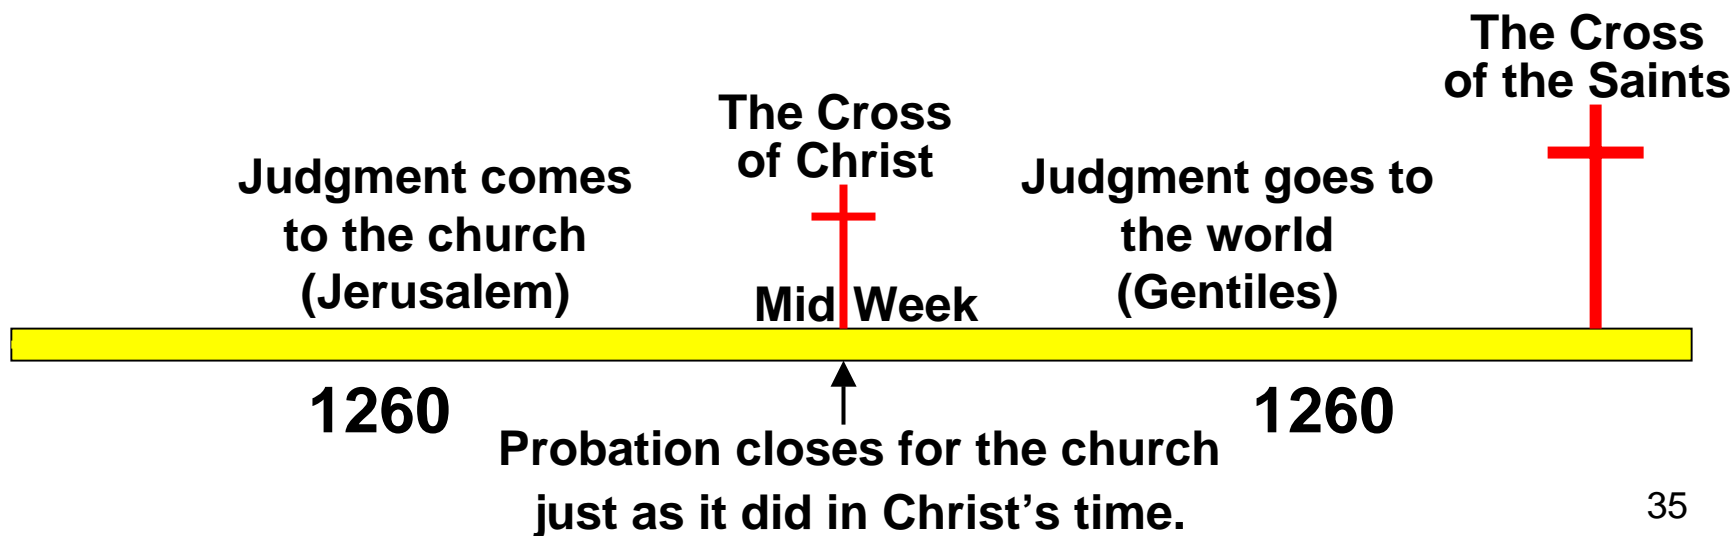 The Cross
of the Saints
The Cross
of Christ
Judgment comes
to the church
(Jerusalem)
Judgment goes to
the world
(Gentiles)
Mid Week
1260
1260
Probation closes for the church
just as it did in Christ’s time.
35